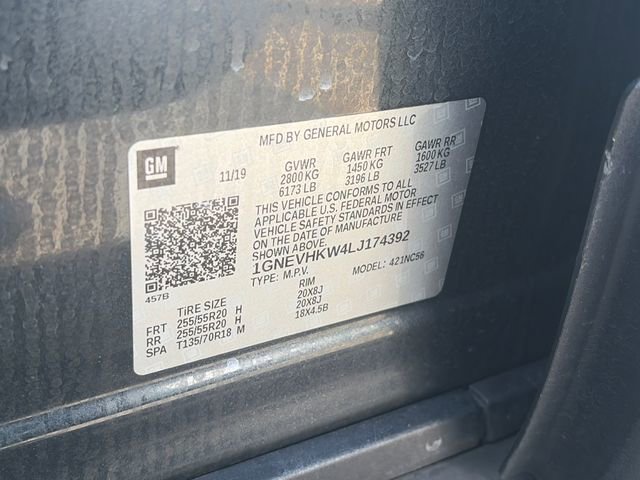 MFD BY GENERAL MOTORS LLC
GM
11/19
GVWR GAWR FRT GAWR RR
2800 KG 1450 KG 1600 KG
6173 LB 3196 LB 3527 LB
THIS VEHICLE CONFORMS TO ALL
APPLICABLE U.S. FEDERAL MOTOR
VEHICLE SAFETY STANDARDS IN EFFECT
ON THE DATE OF MANUFACTURE
SHOWN ABOVE.
1GNEVHKW4LJ174392
TYPE: M.P.V. MODEL: 421NC56
457B
TIRE SIZE RIM
FRT 255/55R20 H 20X8J
RR 255/55R20 H 20X8J
SPA T135/70R18 M 18X4.5B